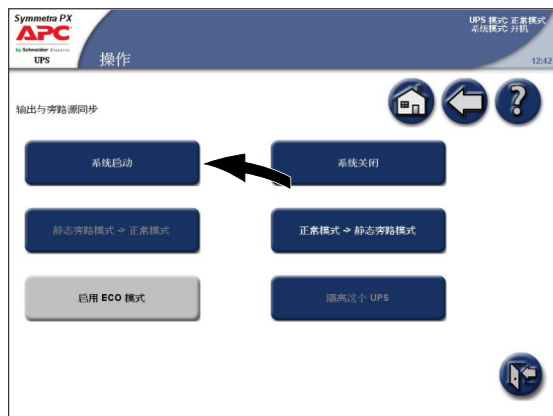 Symmetra PX
APC
by Schneider Electric
UPS
操作
UPS 模式 正常模式
系统模式 开机
12:42
输出与旁路源同步
系统启动
系统关闭
静态旁路模式 -> 正常模式
正常模式 -> 静态旁路模式
启用 ECO 模式
隔离这个 UPS